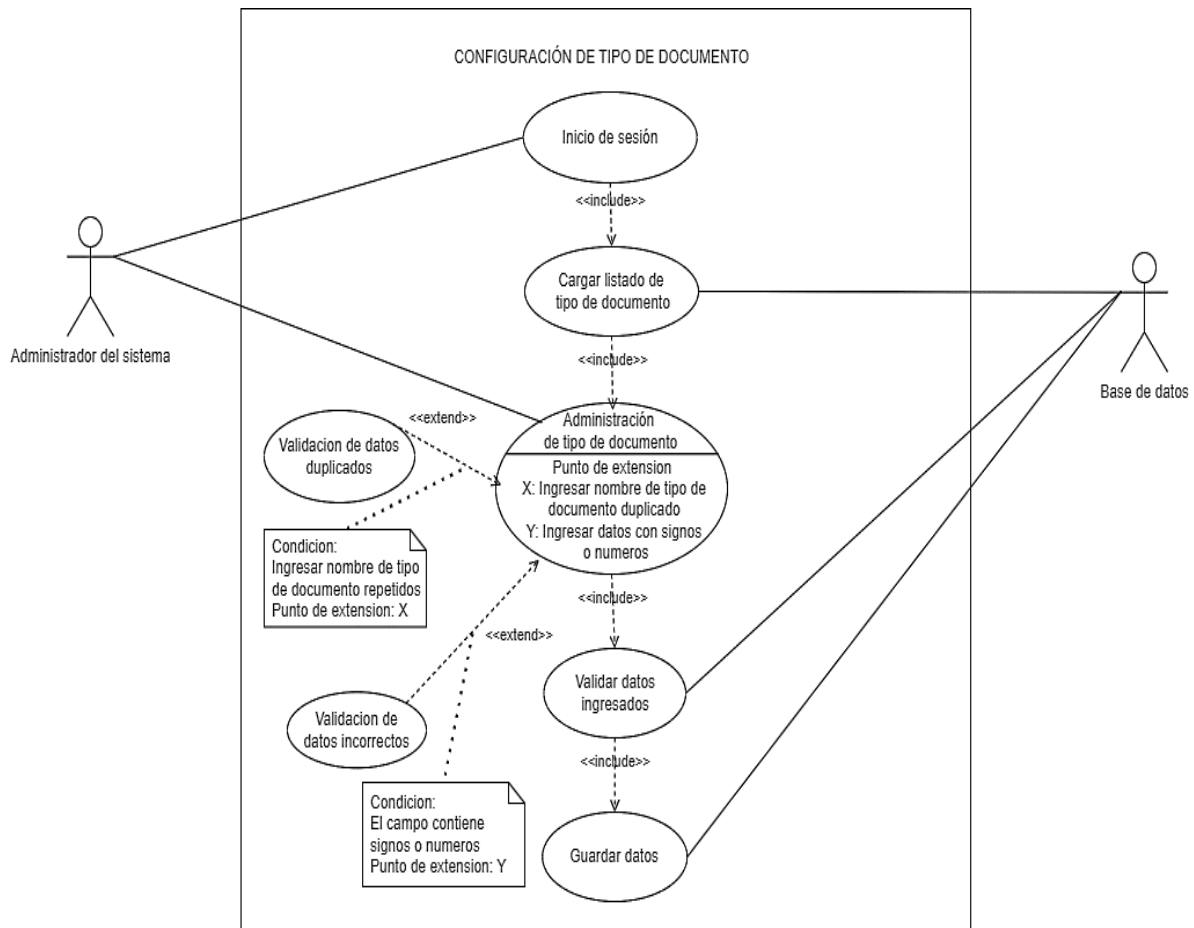 CONFIGURACIÓN DE TIPO DE DOCUMENTO
Inicio de sesión
<<include>>
Cargar listado de
tipo de documento
Administrador del sistema
Base de datos
<<include>>
<<extend>>
Administración
de tipo de documento
Punto de extension
X: Ingresar nombre de tipo de
documento duplicado
Y: Ingresar datos con signos
o numeros
Validacion de datos
duplicados
Condicion:
Ingresar nombre de tipo
de documento repetidos
Punto de extension: X
<<include>>
<<extend>>
Validar datos
ingresados
Validacion de
datos incorrectos
<<include>>
Condicion:
El campo contiene
signos o numeros
Punto de extension: Y
Guardar datos